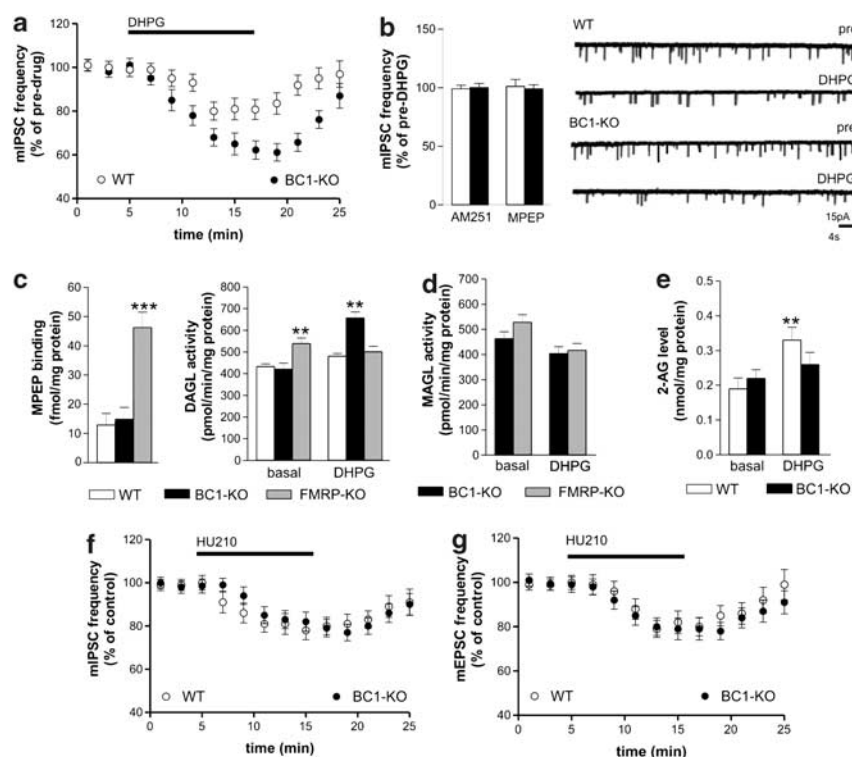 a
DHPG
mIPSC frequency
(% of pre-drug)
120
100
80
60
40
WT
BC1-KO
0 5 10 15 20 25
time (min)
b
mIPSC frequency
(% of pre-DHPG)
150
100
50
0
AM251 MPEP
WT
pre
DHPG
BC1-KO
pre
DHPG
15pA
4s
c
MPEP binding
(fmol/mg protein)
60
50
40
30
20
10
0
***
DAGL activity
(pmol/min/mg protein)
800
700
600
500
400
300
200
100
0
** **
basal DHPG
WT BC1-KO FMRP-KO
d
MAGL activity
(pmol/min/mg protein)
700
600
500
400
300
200
100
0
basal DHPG
BC1-KO FMRP-KO
e
2-AG level
(nmol/mg protein)
0.5
0.4
0.3
0.2
0.1
0.0
**
basal DHPG
WT BC1-KO
f
HU210
mIPSC frequency
(% of control)
120
100
80
60
40
WT BC1-KO
0 5 10 15 20 25
time (min)
g
HU210
mEPSC frequency
(% of control)
120
100
80
60
40
WT BC1-KO
0 5 10 15 20 25
time (min)